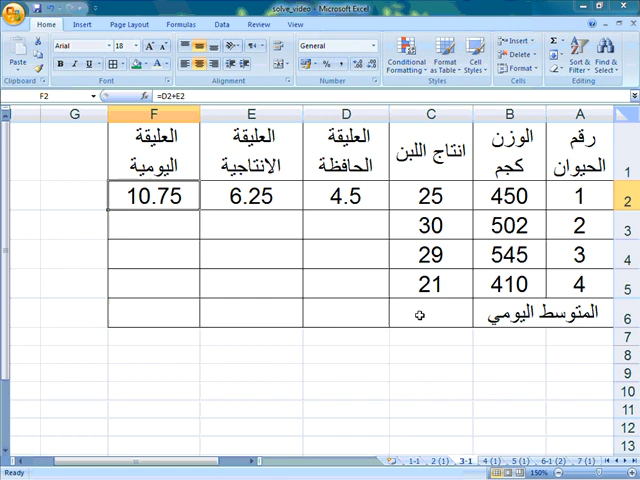 solve_video - Microsoft Excel
Home Insert Page Layout Formulas Data Review View Add-Ins
Paste Arial 18 A A General Conditional Formatting Format as Table Cell Styles Insert Delete Format Sort & Filter Find & Select
B I U A $ % ,
Clipboard Font Alignment Number Styles Cells Editing
F2 =D2+E2
G F E D C B A
العليقة العليقة العليقة انتاج اللبن الوزن رقم
اليومية الانتاجية الحافظة كجم الحيوان 1
10.75 6.25 4.5 25 450 1 2
30 502 2 3
29 545 3 4
21 410 4 5
المتوسط اليومي 6
7
8
9
10
11
12
13
1-1 2 (1) 3-1 4 (1) 5 (1) 6-1 (2) 7 (1)
Ready 150%